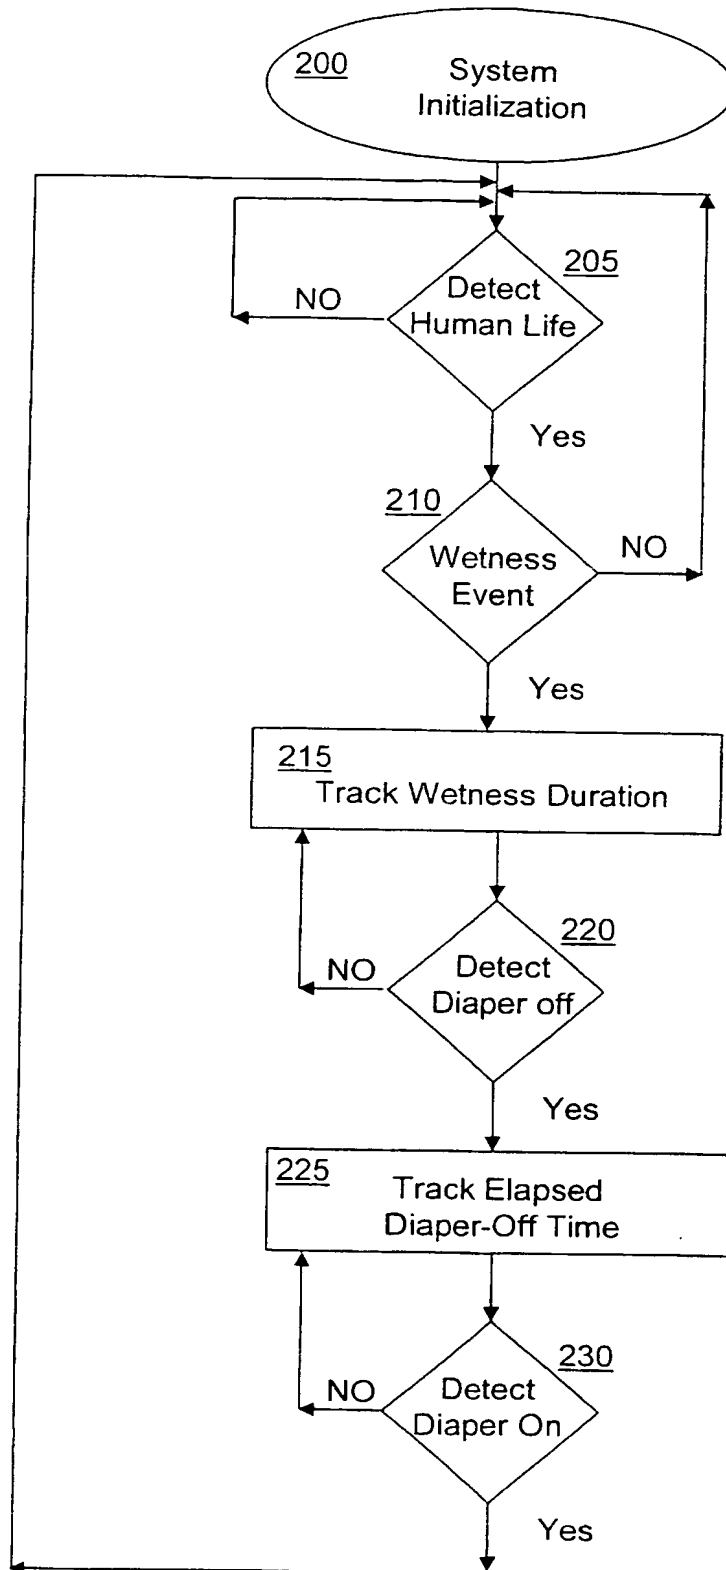 200
System
Initialization
205
Detect
Human Life
NO
Yes
210
Wetness
Event
NO
Yes
215
Track Wetness Duration
220
Detect
Diaper off
NO
Yes
225
Track Elapsed
Diaper-Off Time
230
Detect
Diaper On
NO
Yes